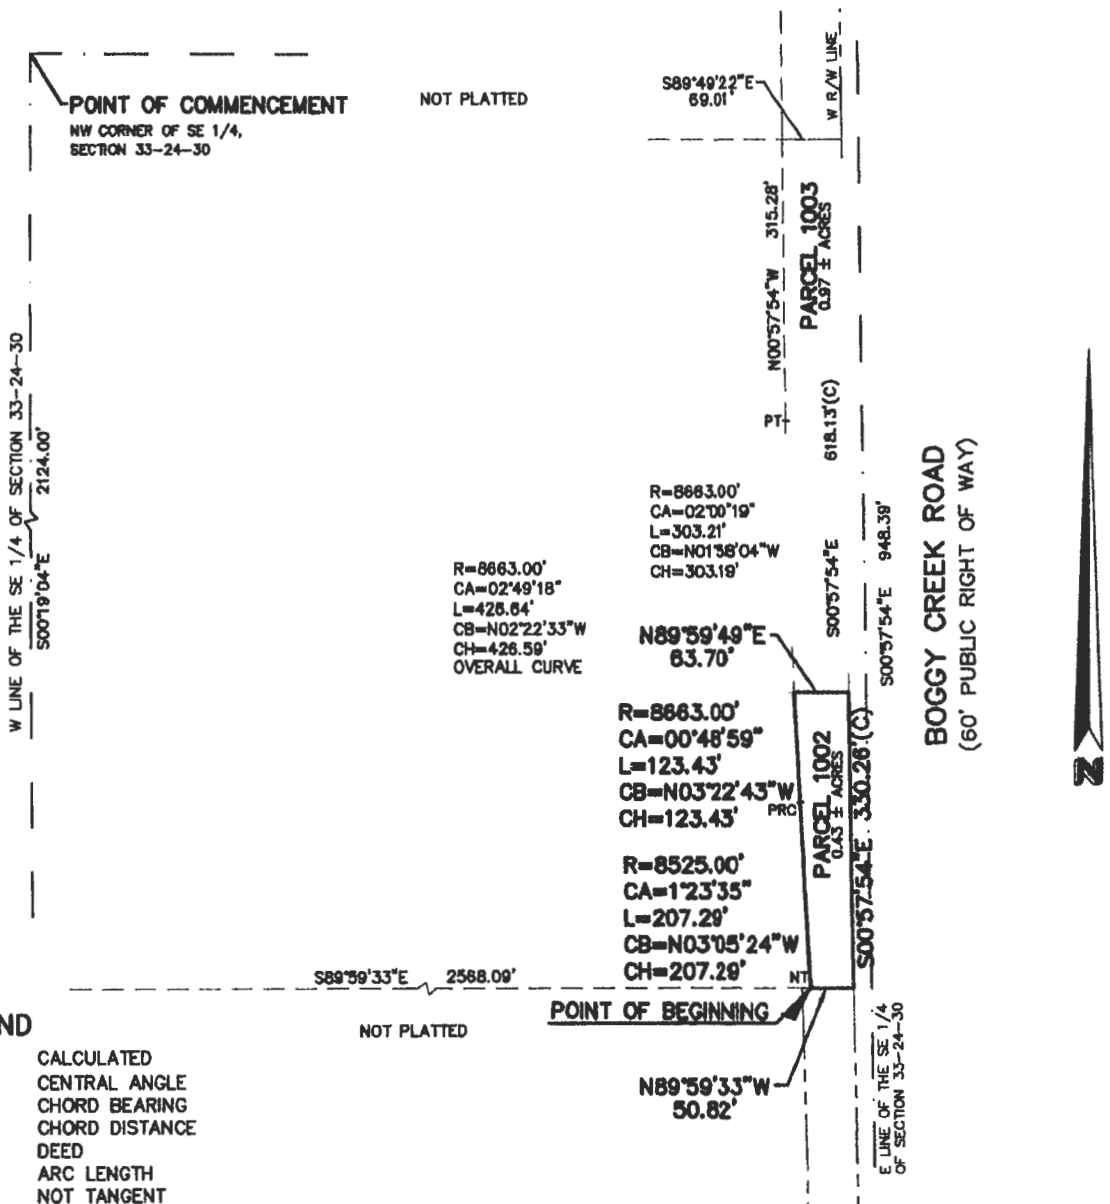 POINT OF COMMENCEMENT
NW CORNER OF SE 1/4,
SECTION 33-24-30
NOT PLATTED
S89°49'22"E
69.01'
W R/W LINE
N00°57'54"W 315.28'
PARCEL 1003
0.97 ± ACRES
PT
618.13'(C)
S00°57'54"E
S00°57'54"E 948.39'
BOGGY CREEK ROAD
(60' PUBLIC RIGHT OF WAY)
N
W LINE OF THE SE 1/4 OF SECTION 33-24-30
S00°19'04"E 2124.00'
R=8663.00'
CA=02°00'19"
L=303.21'
CB=N01°58'04"W
CH=303.19'
R=8663.00'
CA=02°49'18"
L=426.64'
CB=N02°22'33"W
CH=426.59'
OVERALL CURVE
N89°59'49"E
63.70'
R=8663.00'
CA=00°48'59"
L=123.43'
CB=N03°22'43"W
CH=123.43'
PRC
PARCEL 1002
0.43 ± ACRES
S00°57'54"E 330.26'(C)
R=8525.00'
CA=1°23'35"
L=207.29'
CB=N03°05'24"W
CH=207.29'
NT
S89°59'33"E 2568.09'
POINT OF BEGINNING
NOT PLATTED
N89°59'33"W
50.82'
E LINE OF THE SE 1/4
OF SECTION 33-24-30
ND
CALCULATED
CENTRAL ANGLE
CHORD BEARING
CHORD DISTANCE
DEED
ARC LENGTH
NOT TANGENT